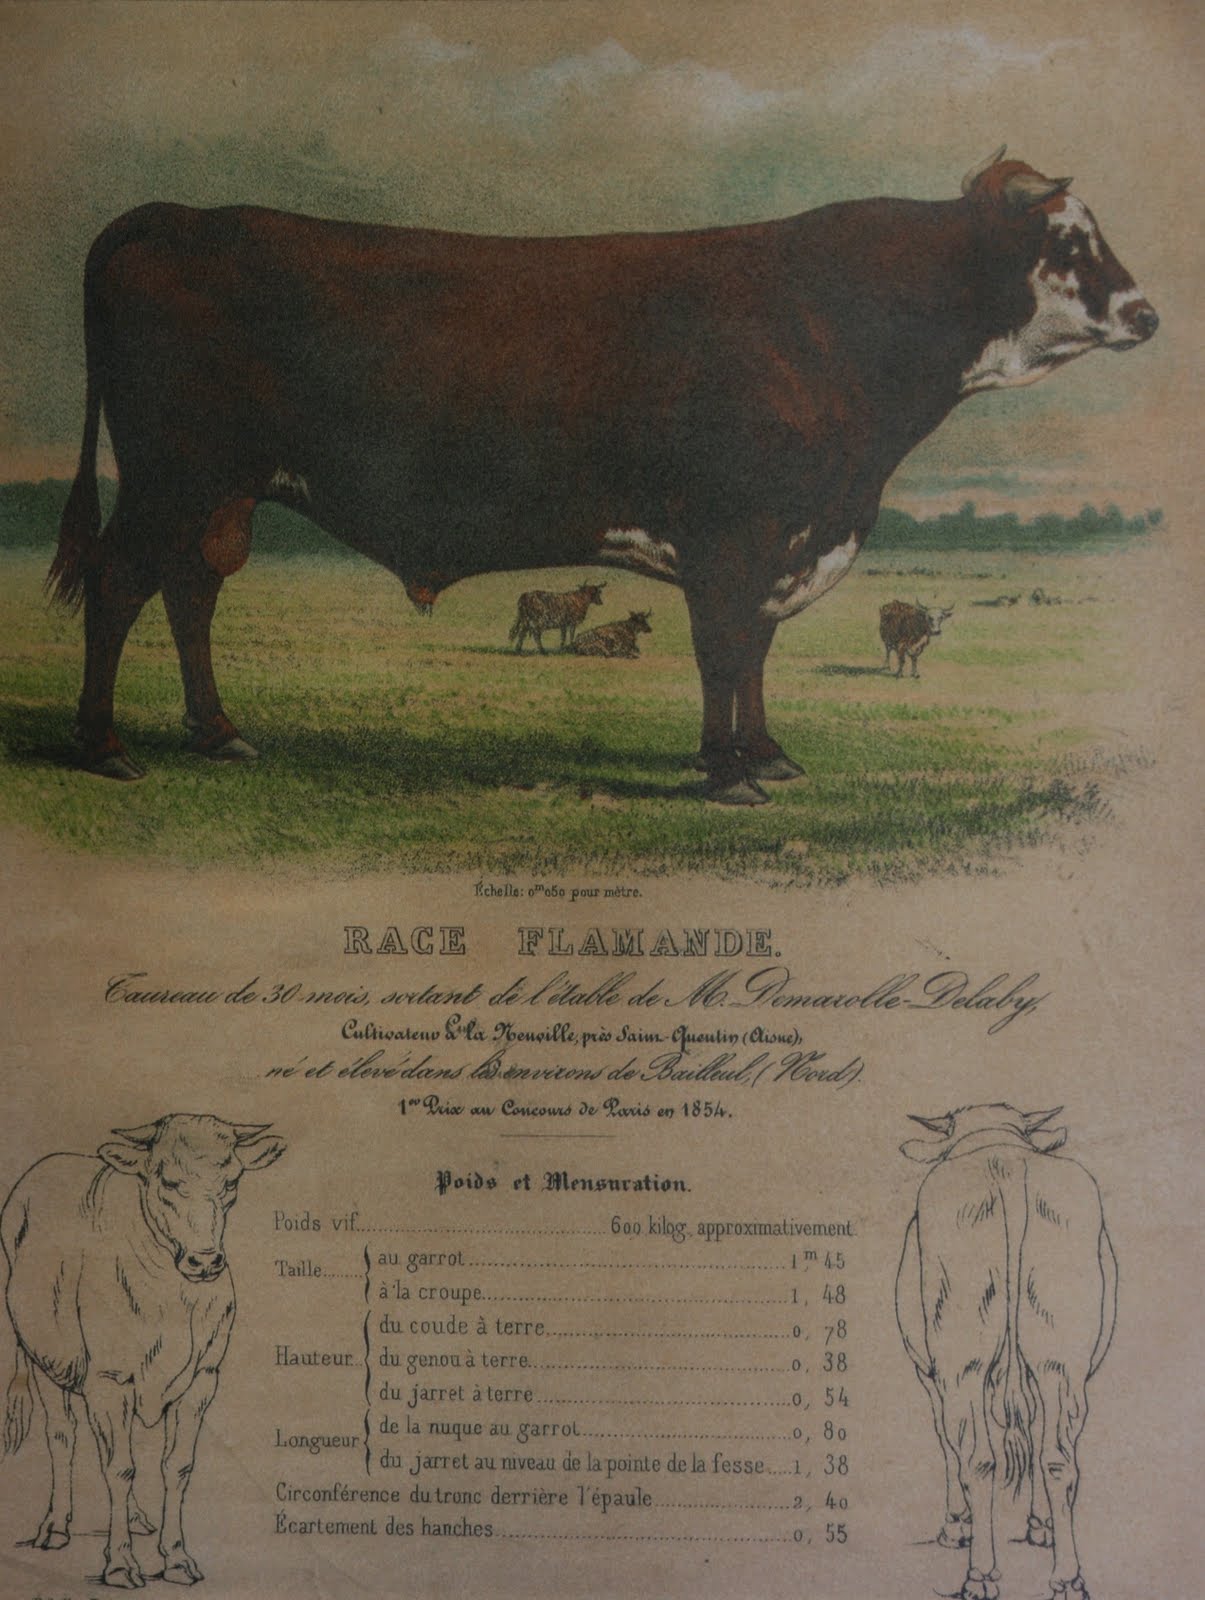 Échelle: 0ᵐ050 pour mètre.
RACE FLAMANDE.
Taureau de 30 mois, sortant de l'étable de M. Demarolle-Delaby,
Cultivateur à la Neuville, près Saint-Quentin (Aisne),
né et élevé dans les environs de Bailleul, (Nord).
1ᵉʳ Prix au Concours de Paris en 1854.
Poids et Mensuration.
Poids vif 600 kilog. approximativement
Taille au garrot 1ᵐ 45
à la croupe 1, 48
Hauteur du coude à terre 0, 78
du genou à terre 0, 38
du jarret à terre 0, 54
Longueur de la nuque au garrot 0, 80
du jarret au niveau de la pointe de la fesse 1, 38
Circonférence du tronc derrière l'épaule 2, 40
Écartement des hanches 0, 55